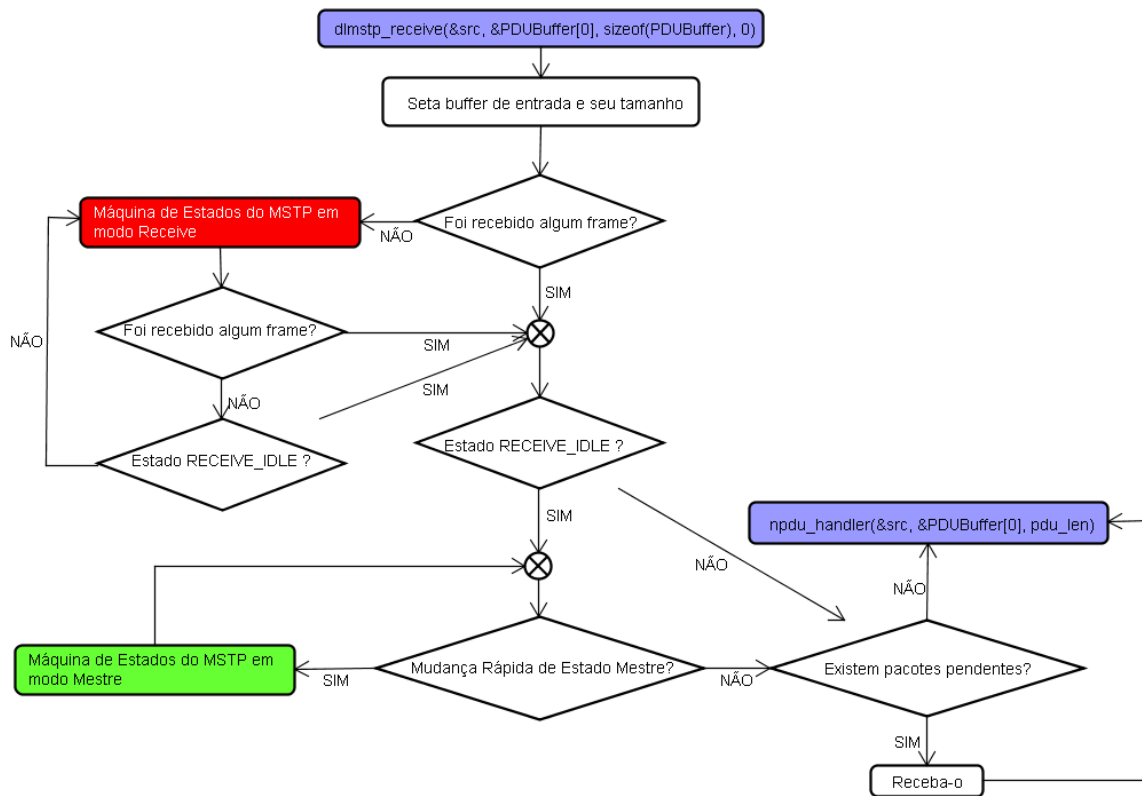 dlmstp_receive(&src, &PDUBuffer[0], sizeof(PDUBuffer), 0)
Seta buffer de entrada e seu tamanho
Foi recebido algum frame?
NÃO
SIM
Máquina de Estados do MSTP em
modo Receive
Foi recebido algum frame?
SIM
NÃO
NÃO
SIM
Estado RECEIVE_IDLE ?
Estado RECEIVE_IDLE ?
SIM
NÃO
npdu_handler(&src, &PDUBuffer[0], pdu_len)
NÃO
Máquina de Estados do MSTP em
modo Mestre
SIM
Mudança Rápida de Estado Mestre?
NÃO
Existem pacotes pendentes?
SIM
Receba-o